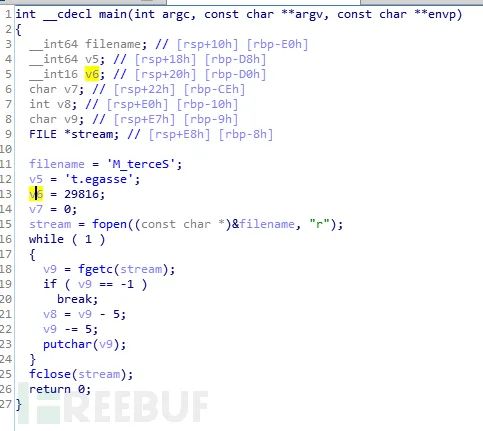 1 int __cdecl main(int argc, const char **argv, const char **envp)
2 {
3 __int64 filename; // [rsp+10h] [rbp-E0h]
4 __int64 v5; // [rsp+18h] [rbp-D8h]
5 __int16 v6; // [rsp+20h] [rbp-D0h]
6 char v7; // [rsp+22h] [rbp-CEh]
7 int v8; // [rsp+E0h] [rbp-10h]
8 char v9; // [rsp+E7h] [rbp-9h]
9 FILE *stream; // [rsp+E8h] [rbp-8h]
10
11 filename = 'M_terceS';
12 v5 = 't.egasse';
13 v6 = 29816;
14 v7 = 0;
15 stream = fopen((const char *)&filename, "r");
16 while ( 1 )
17 {
18 v9 = fgetc(stream);
19 if ( v9 == -1 )
20 break;
21 v8 = v9 - 5;
22 v9 -= 5;
23 putchar(v9);
24 }
25 fclose(stream);
26 return 0;
27 }
FREEBUF